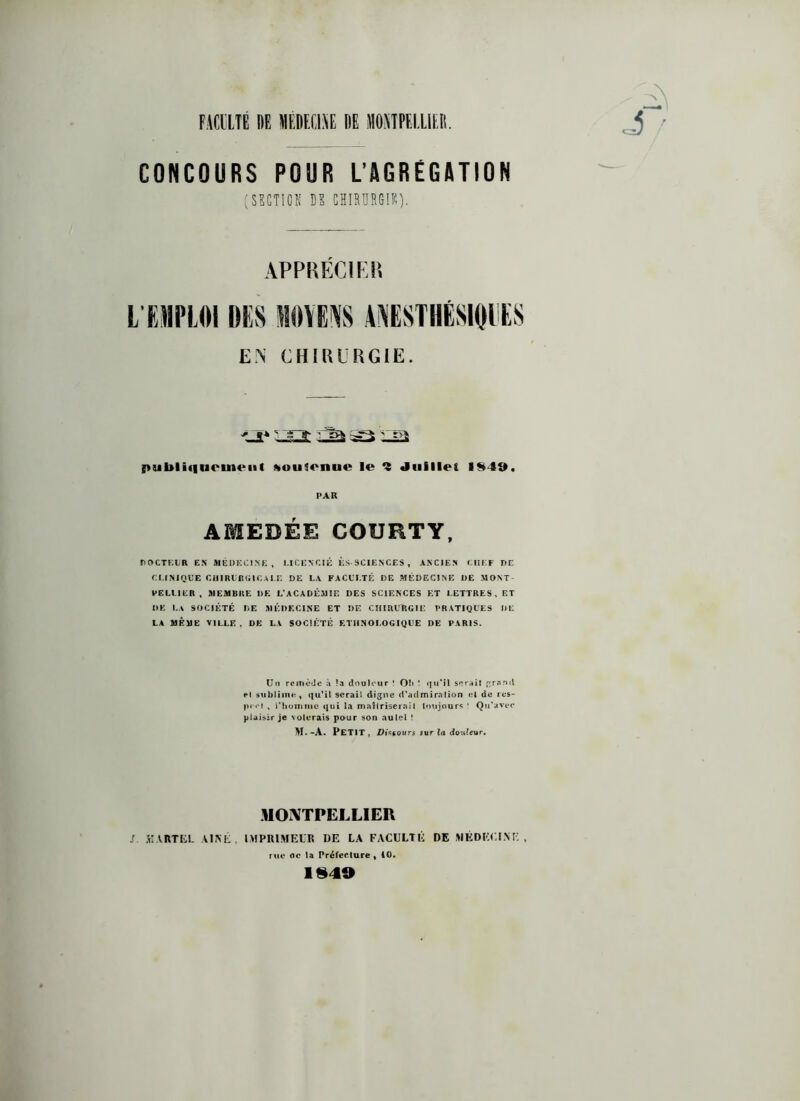 FACULTÉ DE MÉDECINE DE MONTPELLIER.
5
CONCOURS POUR L'AGRÉGATION
(SECTION DE CHIRURGIE).
APPRÉCIER
L'EMPLOI DES MOYENS ANESTHÉSIQUES
EN CHIRURGIE.
THÈSE
publiquement soutenue le 2 Juillet 1849,
PAR
AMÉDÉE COURTY,
DOCTEUR EN MÉDECINE, LICENCIÉ ÈS-SCIENCES, ANCIEN CHEF DE
CLINIQUE CHIRURGICALE DE LA FACULTÉ DE MÉDECINE DE MONT-
PELLIER, MEMBRE DE L'ACADÉMIE DES SCIENCES ET LETTRES, ET
DE LA SOCIÉTÉ DE MÉDECINE ET DE CHIRURGIE PRATIQUES DE
LA MÊME VILLE, DE LA SOCIÉTÉ ETHNOLOGIQUE DE PARIS.
Un remède à la douleur ! Oh ! qu'il serait grand
et sublime, qu'il serait digne d'admiration et de res-
pect, l'homme qui la maîtriserait toujours ! Qu'avec
plaisir je volerais pour son autel !
M.-A. PETIT, Discours sur la douleur.
MONTPELLIER
J. MARTEL AÎNÉ, IMPRIMEUR DE LA FACULTÉ DE MÉDECINE,
rue de la Préfecture, 10.
1849